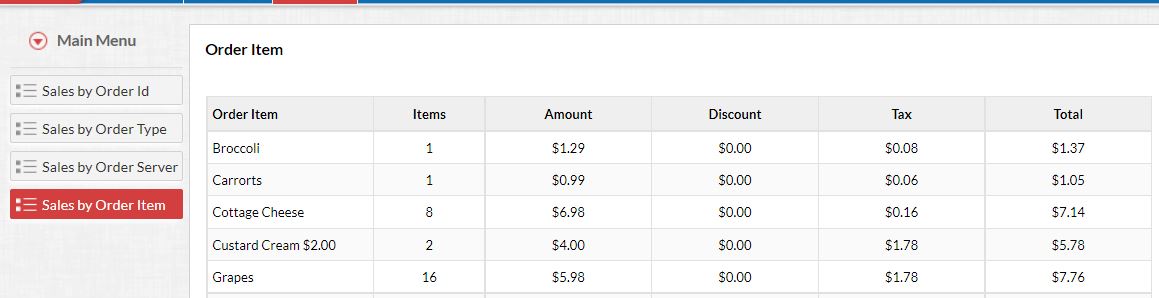 Main Menu
Sales by Order Id
Sales by Order Type
Sales by Order Server
Sales by Order Item
Order Item
Order Item Items Amount Discount Tax Total
Broccoli 1 $1.29 $0.00 $0.08 $1.37
Carrorts 1 $0.99 $0.00 $0.06 $1.05
Cottage Cheese 8 $6.98 $0.00 $0.16 $7.14
Custard Cream $2.00 2 $4.00 $0.00 $1.78 $5.78
Grapes 16 $5.98 $0.00 $1.78 $7.76